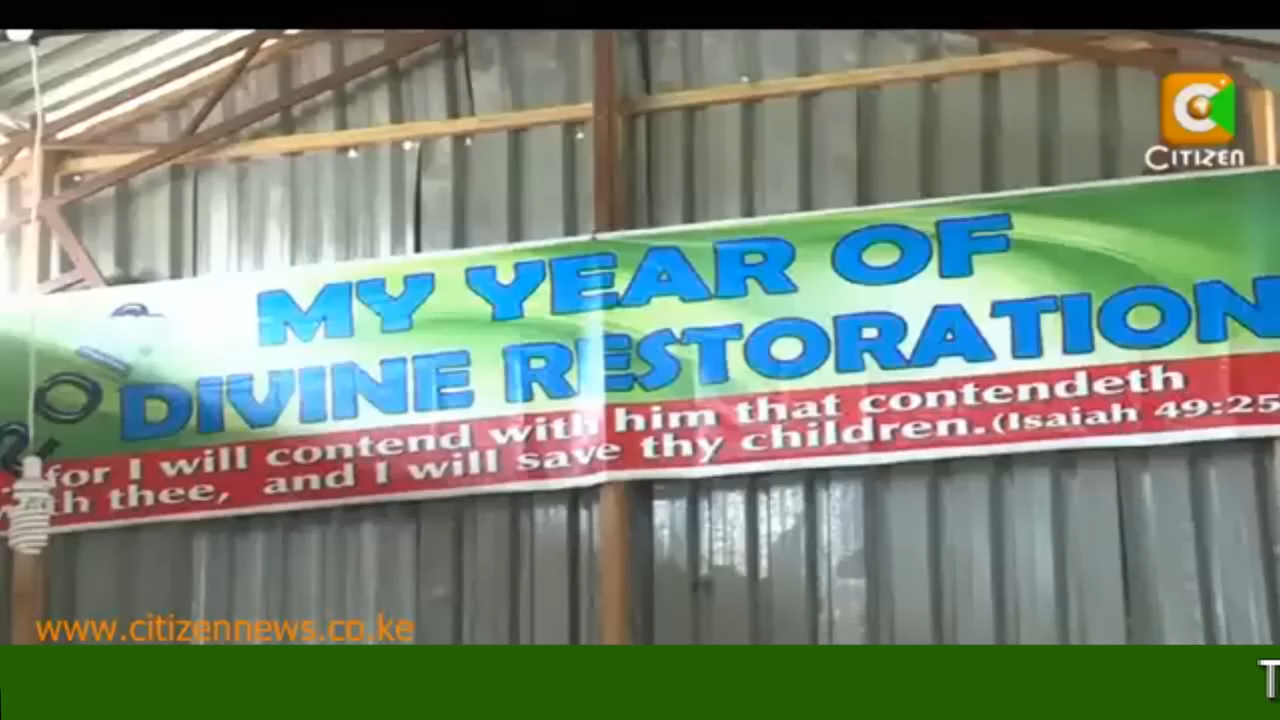 CITIZEN
MY YEAR OF
DIVINE RESTORATION
for I will contend with him that contendeth
with thee, and I will save thy children. (Isaiah 49:25
www.citizennews.co.ke
T